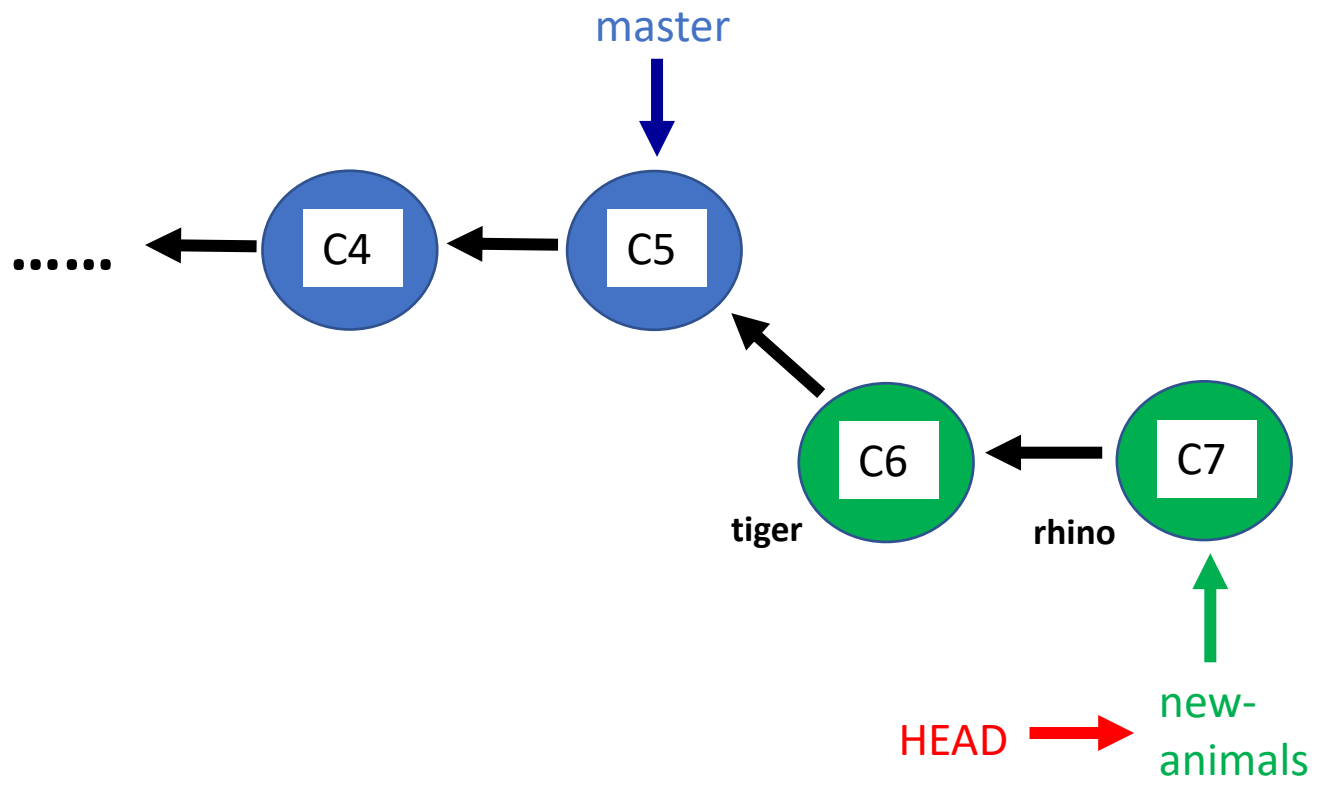 master
......
C4
C5
C6
C7
tiger
rhino
HEAD
new-
animals